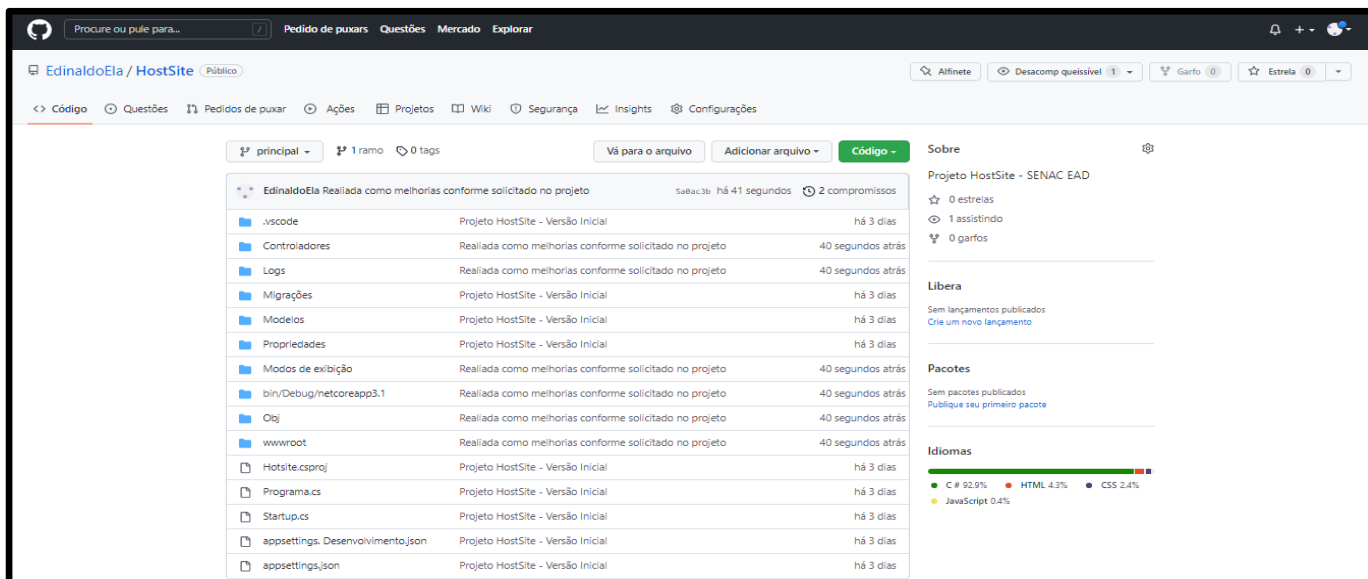 Procure ou pule para... / Pedido de puxars Questões Mercado Explorar
EdinaldoEla / HostSite Público
Alfinete Desacomp queissível 1 Garfo 0 Estrela 0
<> Código Questões Pedidos de puxar Ações Projetos Wiki Segurança Insights Configurações
principal 1 ramo 0 tags Vá para o arquivo Adicionar arquivo Código
EdinaldoEla Realiada como melhorias conforme solicitado no projeto 5a0ac3b há 41 segundos 2 compromissos
.vscode Projeto HostSite - Versão Inicial há 3 dias
Controladores Realiada como melhorias conforme solicitado no projeto 40 segundos atrás
Logs Realiada como melhorias conforme solicitado no projeto 40 segundos atrás
Migrações Projeto HostSite - Versão Inicial há 3 dias
Modelos Projeto HostSite - Versão Inicial há 3 dias
Propriedades Projeto HostSite - Versão Inicial há 3 dias
Modos de exibição Realiada como melhorias conforme solicitado no projeto 40 segundos atrás
bin/Debug/netcoreapp3.1 Realiada como melhorias conforme solicitado no projeto 40 segundos atrás
Obj Realiada como melhorias conforme solicitado no projeto 40 segundos atrás
wwwroot Realiada como melhorias conforme solicitado no projeto 40 segundos atrás
Hotsite.csproj Projeto HostSite - Versão Inicial há 3 dias
Programa.cs Projeto HostSite - Versão Inicial há 3 dias
Startup.cs Projeto HostSite - Versão Inicial há 3 dias
appsettings. Desenvolvimento.json Projeto HostSite - Versão Inicial há 3 dias
appsettings.json Projeto HostSite - Versão Inicial há 3 dias
Sobre
Projeto HostSite - SENAC EAD
0 estrelas
1 assistindo
0 garfos
Libera
Sem lançamentos publicados
Crie um novo lançamento
Pacotes
Sem pacotes publicados
Publique seu primeiro pacote
Idiomas
C # 92.9% HTML 4.3% CSS 2.4%
JavaScript 0.4%